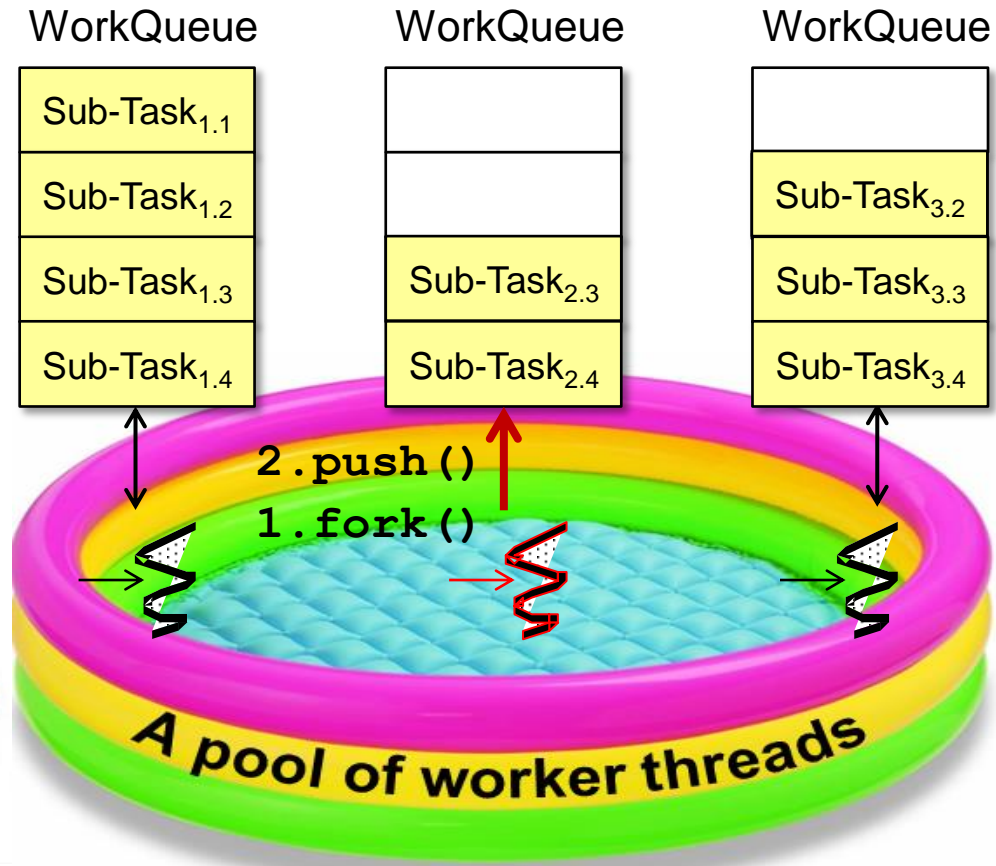 WorkQueue WorkQueue WorkQueue
Sub-Task1.1
Sub-Task1.2 Sub-Task3.2
Sub-Task1.3 Sub-Task2.3 Sub-Task3.3
Sub-Task1.4 Sub-Task2.4 Sub-Task3.4
2.push()
1.fork()
A pool of worker threads